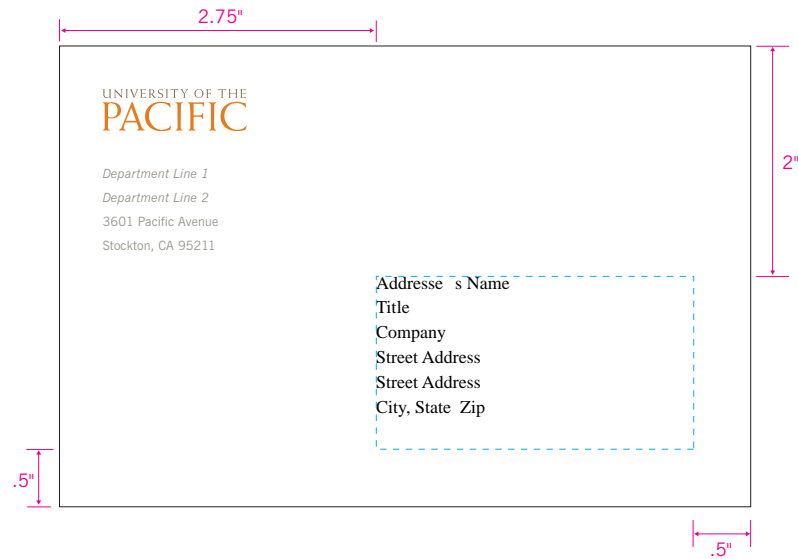 2.75"
UNIVERSITY OF THE
PACIFIC
2"
Department Line 1
Department Line 2
3601 Pacific Avenue
Stockton, CA 95211
Addresse s Name
Title
Company
Street Address
Street Address
City, State Zip
.5"
.5"